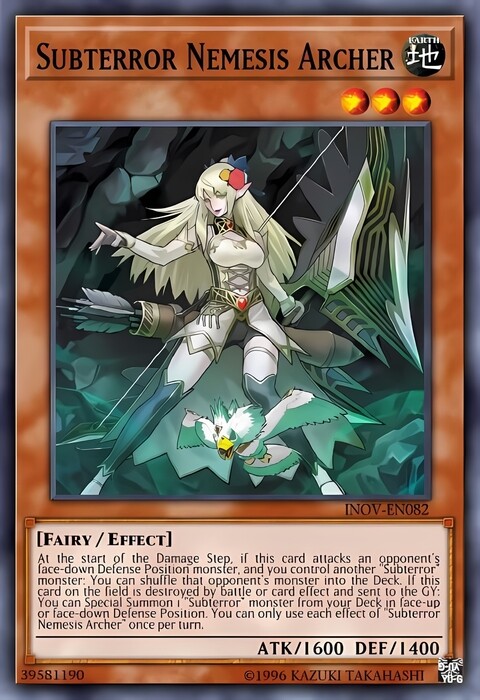 SUBTERROR NEMESIS ARCHER
EARTH
地
INOV-EN082
[FAIRY / EFFECT]
At the start of the Damage Step, if this card attacks an opponent's
face-down Defense Position monster, and you control another "Subterror"
monster: You can shuffle that opponent's monster into the Deck. If this
card on the field is destroyed by battle or card effect and sent to the GY:
You can Special Summon 1 "Subterror" monster from your Deck in face-up
or face-down Defense Position. You can only use each effect of "Subterror
Nemesis Archer" once per turn.
ATK/1600 DEF/1400
39581190
©1996 KAZUKI TAKAHASHI